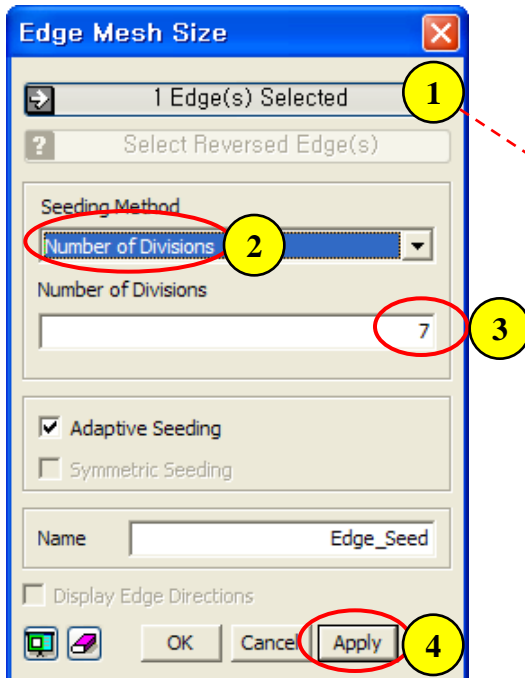 Edge Mesh Size
1 Edge(s) Selected
1
? Select Reversed Edge(s)
Seeding Method
Number of Divisions
2
Number of Divisions
7
3
Adaptive Seeding
Symmetric Seeding
Name Edge_Seed
Display Edge Directions
OK Cancel Apply 4